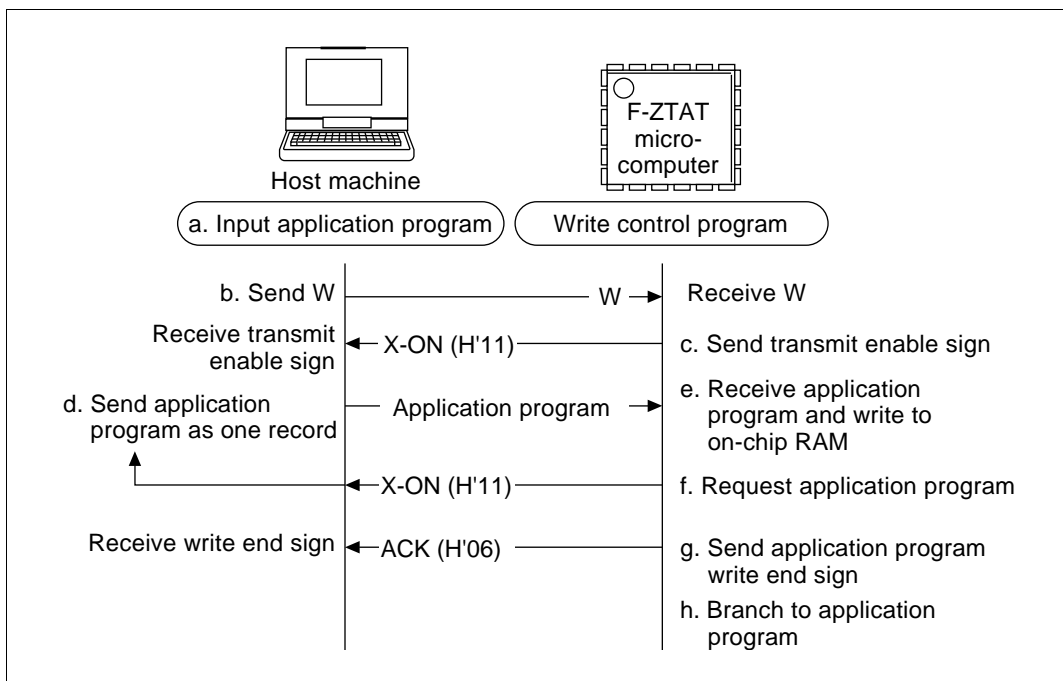 F-ZTAT
micro-
computer
Host machine
a. Input application program
Write control program
b. Send W
W
Receive W
Receive transmit
enable sign
X-ON (H'11)
c. Send transmit enable sign
d. Send application
program as one record
Application program
e. Receive application
program and write to
on-chip RAM
X-ON (H'11)
f. Request application program
Receive write end sign
ACK (H'06)
g. Send application program
write end sign
h. Branch to application
program